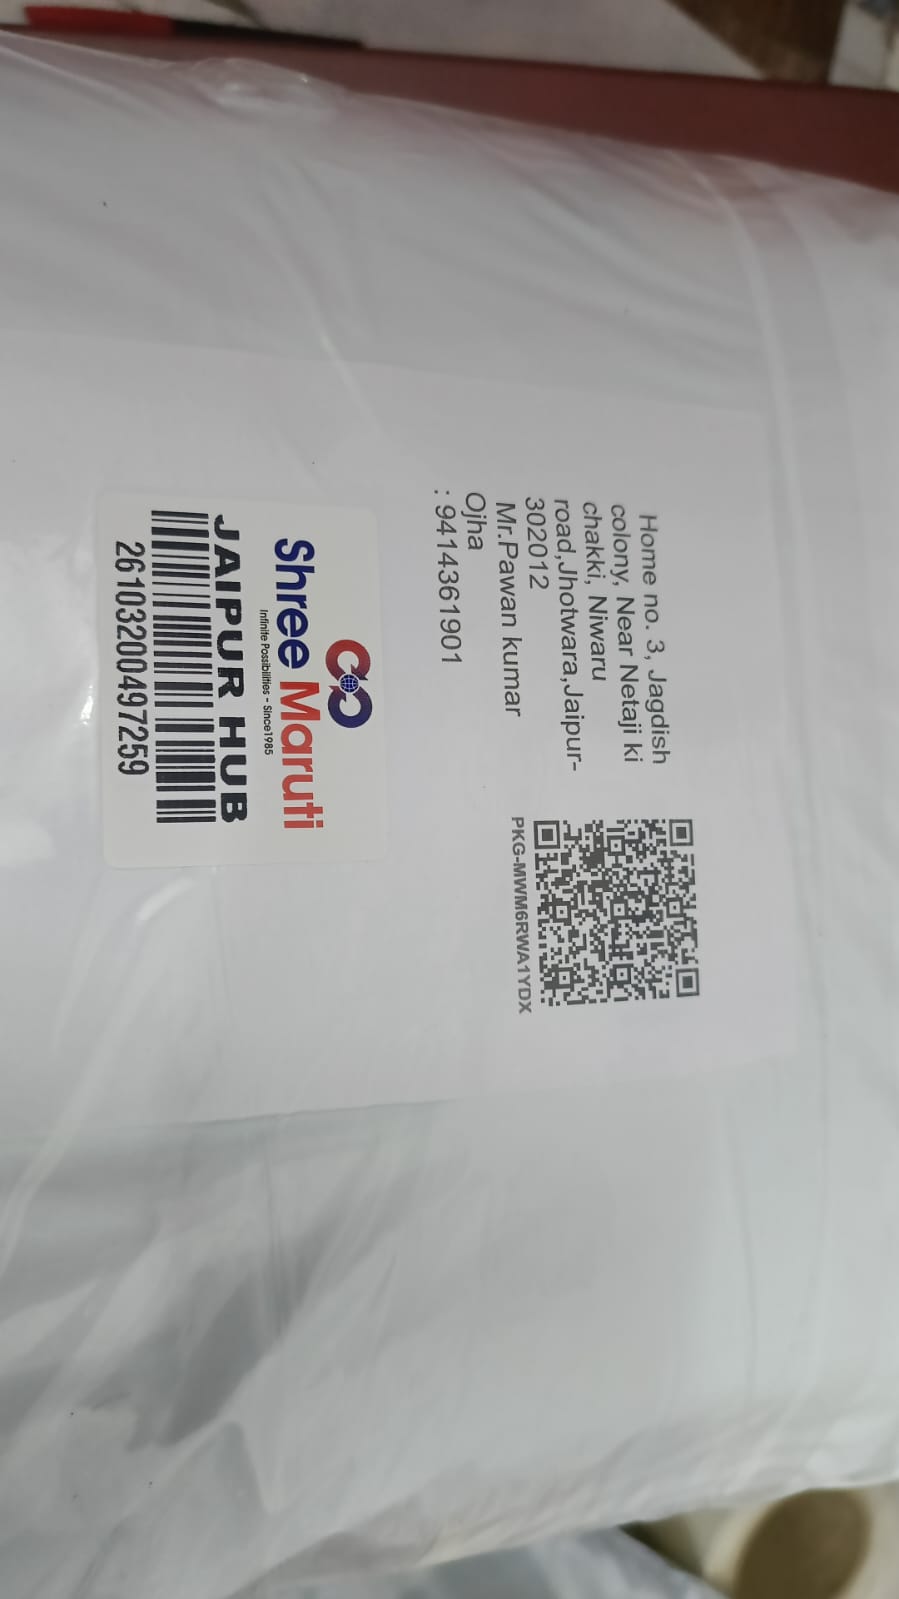 Home no. 3, Jagdish
colony, Near Netaji ki
chakki, Niwaru
road,Jhotwara,Jaipur-
302012
Mr.Pawan kumar
Ojha
: 9414361901
PKG-MWM6RWA1YDX
Shree Maruti
Infinite Possibilities - Since1985
JAIPUR HUB
26103200497259